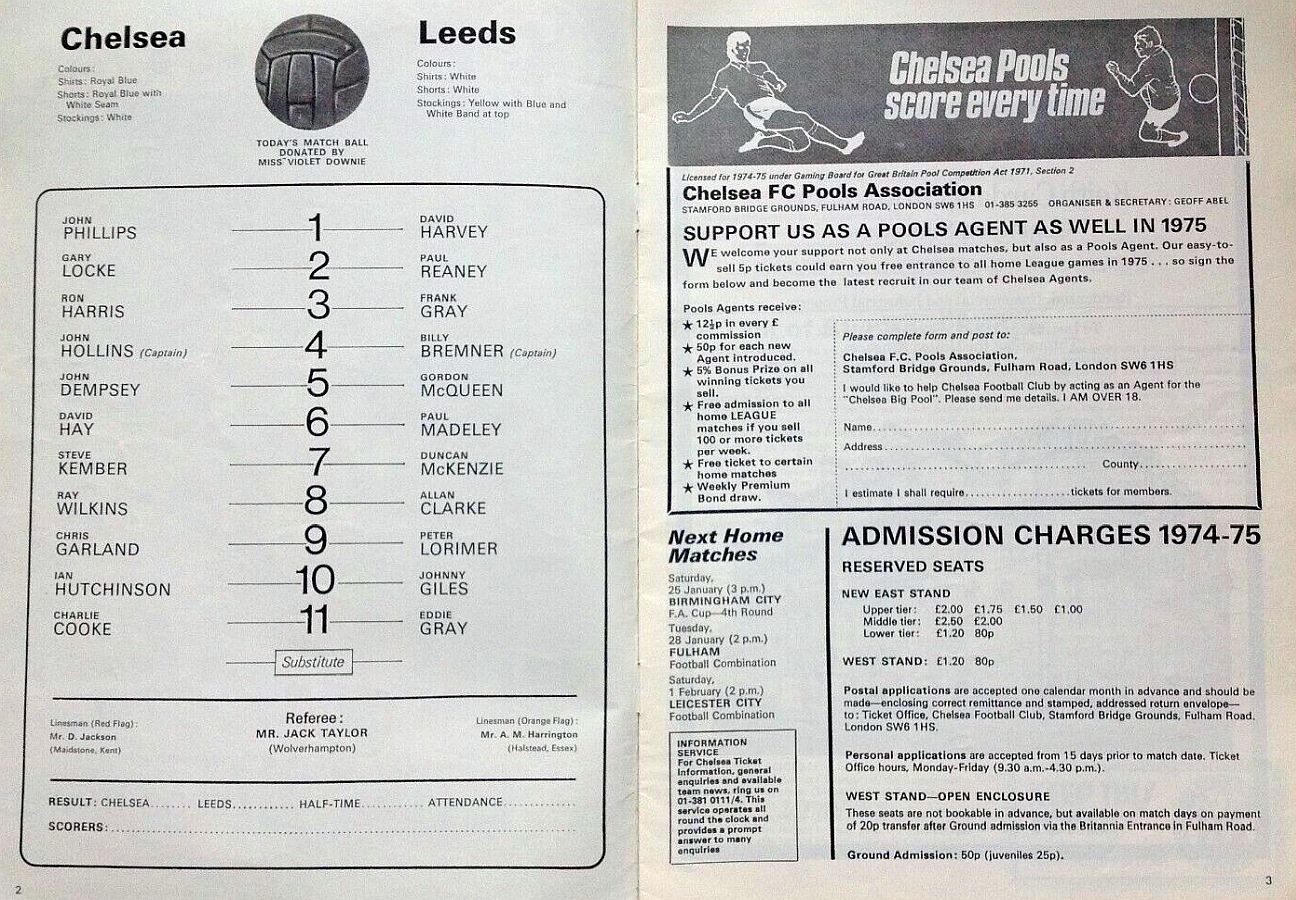 Chelsea
Colours:
Shirts: Royal Blue
Shorts: Royal Blue with
White Seam
Stockings: White
TODAY'S MATCH BALL
DONATED BY
MISS VIOLET DOWNIE
Leeds
Colours:
Shirts: White
Shorts: White
Stockings: Yellow with Blue and
White Band at top
JOHN PHILLIPS 1 DAVID HARVEY
GARY LOCKE 2 PAUL REANEY
RON HARRIS 3 FRANK GRAY
JOHN HOLLINS (Captain) 4 BILLY BREMNER (Captain)
JOHN DEMPSEY 5 GORDON McQUEEN
DAVID HAY 6 PAUL MADELEY
STEVE KEMBER 7 DUNCAN McKENZIE
RAY WILKINS 8 ALLAN CLARKE
CHRIS GARLAND 9 PETER LORIMER
IAN HUTCHINSON 10 JOHNNY GILES
CHARLIE COOKE 11 EDDIE GRAY
Substitute
Linesman (Red Flag):
Mr. D. Jackson
(Maidstone, Kent)
Referee:
MR. JACK TAYLOR
(Wolverhampton)
Linesman (Orange Flag):
Mr. A. M. Harrington
(Halstead, Essex)
RESULT: CHELSEA........ LEEDS............ HALF-TIME............ ATTENDANCE..............
SCORERS:..............................
2
Chelsea Pools
score every time
Licensed for 1974-75 under Gaming Board for Great Britain Pool Competition Act 1971, Section 2
Chelsea FC Pools Association
STAMFORD BRIDGE GROUNDS, FULHAM ROAD, LONDON SW6 1HS 01-385 3255 ORGANISER & SECRETARY: GEOFF ABEL
SUPPORT US AS A POOLS AGENT AS WELL IN 1975
WE welcome your support not only at Chelsea matches, but also as a Pools Agent. Our easy-to-
sell 5p tickets could earn you free entrance to all home League games in 1975 . . . so sign the
form below and become the latest recruit in our team of Chelsea Agents.
Pools Agents receive:
★ 12½p in every £
commission
★ 50p for each new
Agent introduced.
★ 5% Bonus Prize on all
winning tickets you
sell.
★ Free admission to all
home LEAGUE
matches if you sell
100 or more tickets
per week.
★ Free ticket to certain
home matches
★ Weekly Premium
Bond draw.
Please complete form and post to:
Chelsea F.C. Pools Association,
Stamford Bridge Grounds, Fulham Road, London SW6 1HS
I would like to help Chelsea Football Club by acting as an Agent for the
"Chelsea Big Pool". Please send me details. I AM OVER 18.
Name..............................
Address..............................
.............................. County....................
I estimate I shall require....................tickets for members.
Next Home
Matches
Saturday,
25 January (3 p.m.)
BIRMINGHAM CITY
F.A. Cup—4th Round
Tuesday,
28 January (2 p.m.)
FULHAM
Football Combination
Saturday,
1 February (2 p.m.)
LEICESTER CITY
Football Combination
INFORMATION
SERVICE
For Chelsea Ticket
Information, general
enquiries and available
team news, ring us on
01-381 0111/4. This
service operates all
round the clock and
provides a prompt
answer to many
enquiries
ADMISSION CHARGES 1974-75
RESERVED SEATS
NEW EAST STAND
Upper tier: £2.00 £1.75 £1.50 £1.00
Middle tier: £2.50 £2.00
Lower tier: £1.20 80p
WEST STAND: £1.20 80p
Postal applications are accepted one calendar month in advance and should be
made—enclosing correct remittance and stamped, addressed return envelope—
to: Ticket Office, Chelsea Football Club, Stamford Bridge Grounds, Fulham Road,
London SW6 1HS.
Personal applications are accepted from 15 days prior to match date. Ticket
Office hours, Monday-Friday (9.30 a.m.-4.30 p.m.).
WEST STAND—OPEN ENCLOSURE
These seats are not bookable in advance, but available on match days on payment
of 20p transfer after Ground admission via the Britannia Entrance in Fulham Road.
Ground Admission: 50p (juveniles 25p).
3